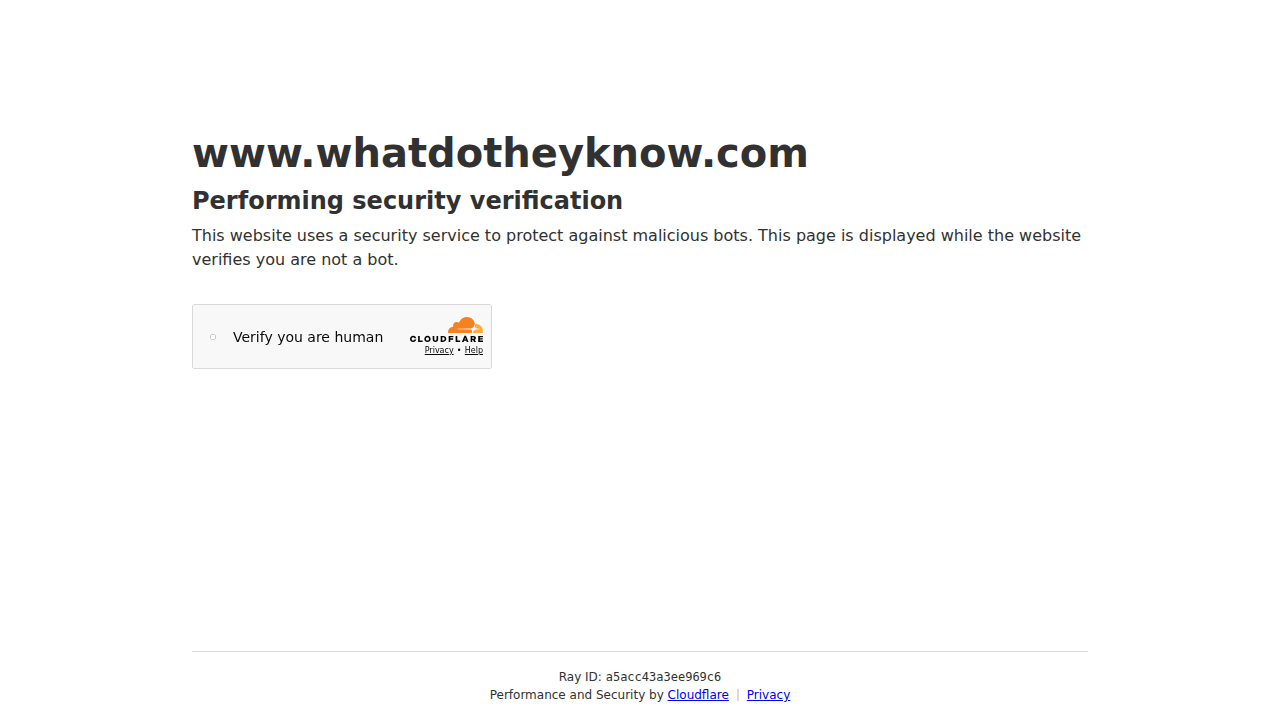 www.whatdotheyknow.com
Performing security verification
This website uses a security service to protect against malicious bots. This page is displayed while the website
verifies you are not a bot.
Verify you are human
CLOUDFLARE
Privacy • Help
Ray ID: a5acc43a3ee969c6
Performance and Security by Cloudflare | Privacy